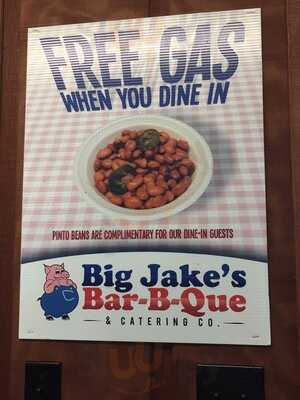 FREE GAS
WHEN YOU DINE IN
PINTO BEANS ARE COMPLIMENTARY FOR OUR DINE-IN GUESTS
Big Jake's
Bar-B-Que
& CATERING CO.